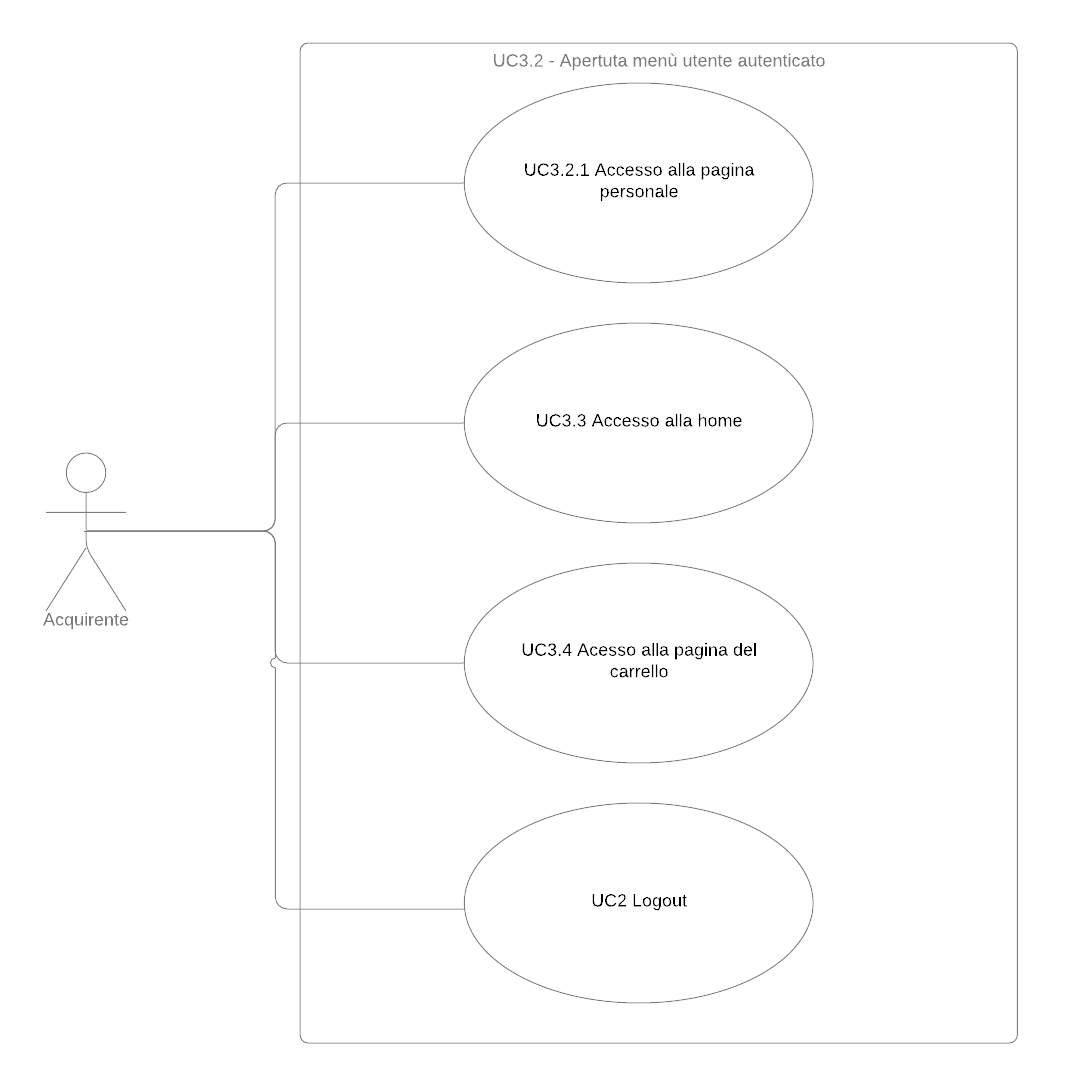 UC3.2 - Apertuta menù utente autenticato
UC3.2.1 Accesso alla pagina
personale
UC3.3 Accesso alla home
Acquirente
UC3.4 Acesso alla pagina del
carrello
UC2 Logout